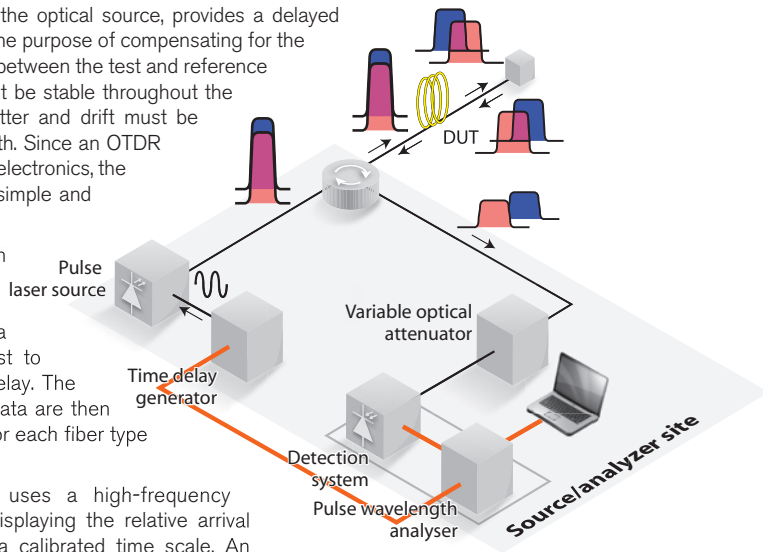 the optical source, provides a delayed
he purpose of compensating for the
between the test and reference
t be stable throughout the
tter and drift must be
th. Since an OTDR
electronics, the
simple and
n
a
st to
elay. The
ata are then
or each fiber type
uses a high-frequency
isplaying the relative arrival
a calibrated time scale. An
DUT
Pulse
laser source
Time delay
generator
Variable optical
attenuator
Detection
system
Pulse wavelength
analyser
Source/analyzer site